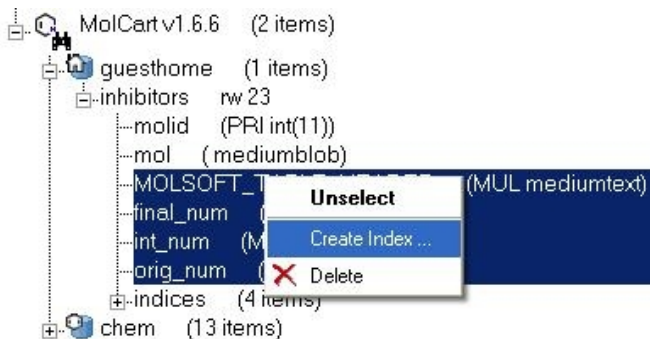 MolCart v1.6.6 (2 items)
guesthome (1 items)
inhibitors rw 23
molid (PRI int(11))
mol (mediumblob)
(MUL mediumtext)
Unselect
final_num (
int_num (M
Create Index ...
orig_num (
Delete
indices (4 items)
chem (13 items)